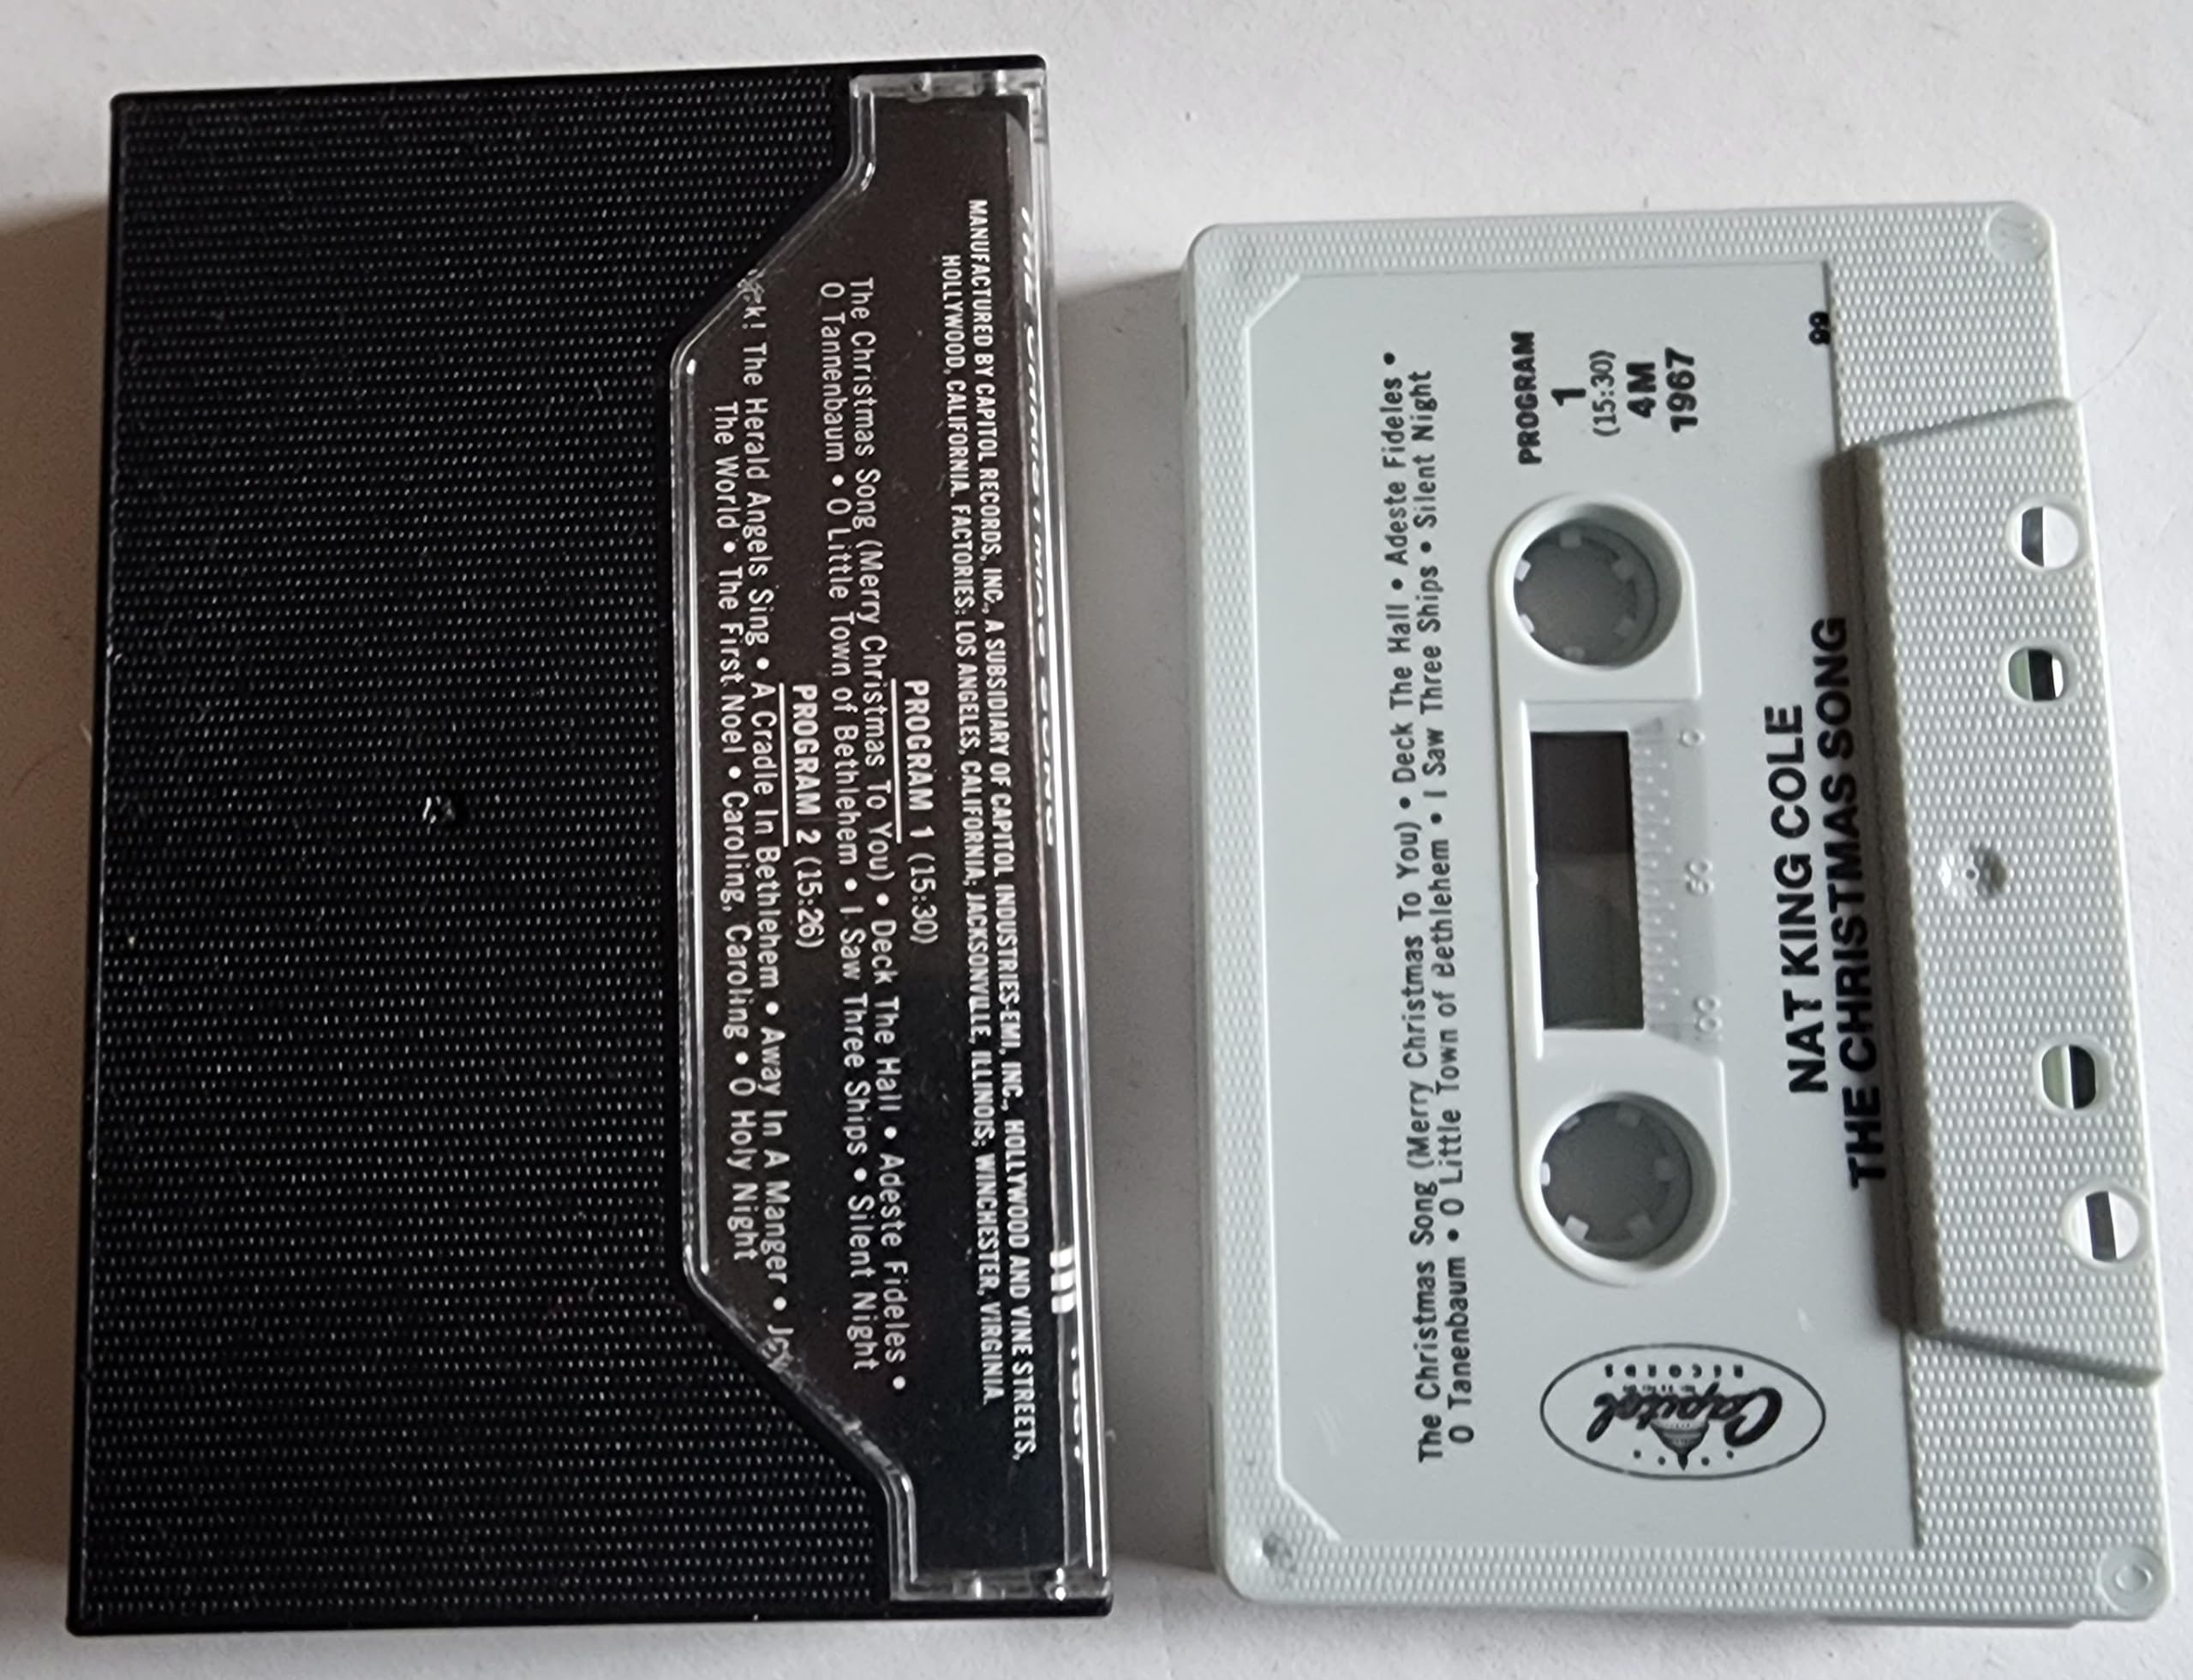 MANUFACTURED BY CAPITOL RECORDS, INC., A SUBSIDIARY OF CAPITOL INDUSTRIES-EMI, INC., HOLLYWOOD AND VINE STREETS,
HOLLYWOOD, CALIFORNIA. FACTORIES: LOS ANGELES, CALIFORNIA; JACKSONVILLE, ILLINOIS; WINCHESTER, VIRGINIA.
PROGRAM 1 (15:30)
The Christmas Song (Merry Christmas To You) • Deck The Hall • Adeste Fideles •
O Tannenbaum • O Little Town of Bethlehem • I Saw Three Ships • Silent Night
PROGRAM 2 (15:26)
The Herald Angels Sing • A Cradle In Bethlehem • Away In A Manger • Joy
The World • The First Noel • Caroling, Caroling • O Holy Night
The Christmas Song (Merry Christmas To You) • Deck The Hall • Adeste Fideles •
O Tanenbaum • O Little Town of Bethlehem • I Saw Three Ships • Silent Night
Capitol
RECORDS
PROGRAM
1
(15:30)
4M
1967
0
50
100
NAT KING COLE
THE CHRISTMAS SONG